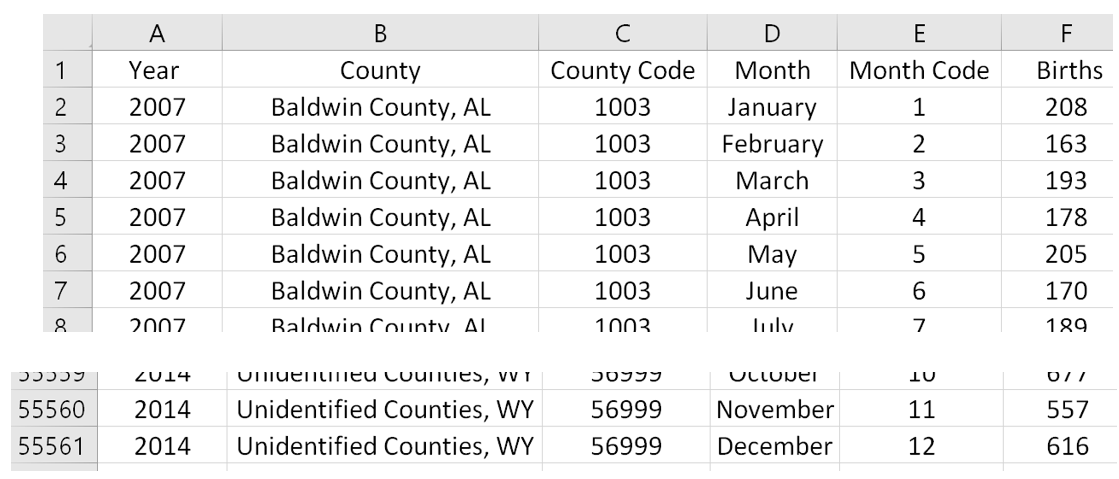 A B C D E F
1 Year County County Code Month Month Code Births
2 2007 Baldwin County, AL 1003 January 1 208
3 2007 Baldwin County, AL 1003 February 2 163
4 2007 Baldwin County, AL 1003 March 3 193
5 2007 Baldwin County, AL 1003 April 4 178
6 2007 Baldwin County, AL 1003 May 5 205
7 2007 Baldwin County, AL 1003 June 6 170
8 2007 Baldwin County, AL 1003 July 7 189
55559 2014 Unidentified Counties, WY 56999 October 10 677
55560 2014 Unidentified Counties, WY 56999 November 11 557
55561 2014 Unidentified Counties, WY 56999 December 12 616